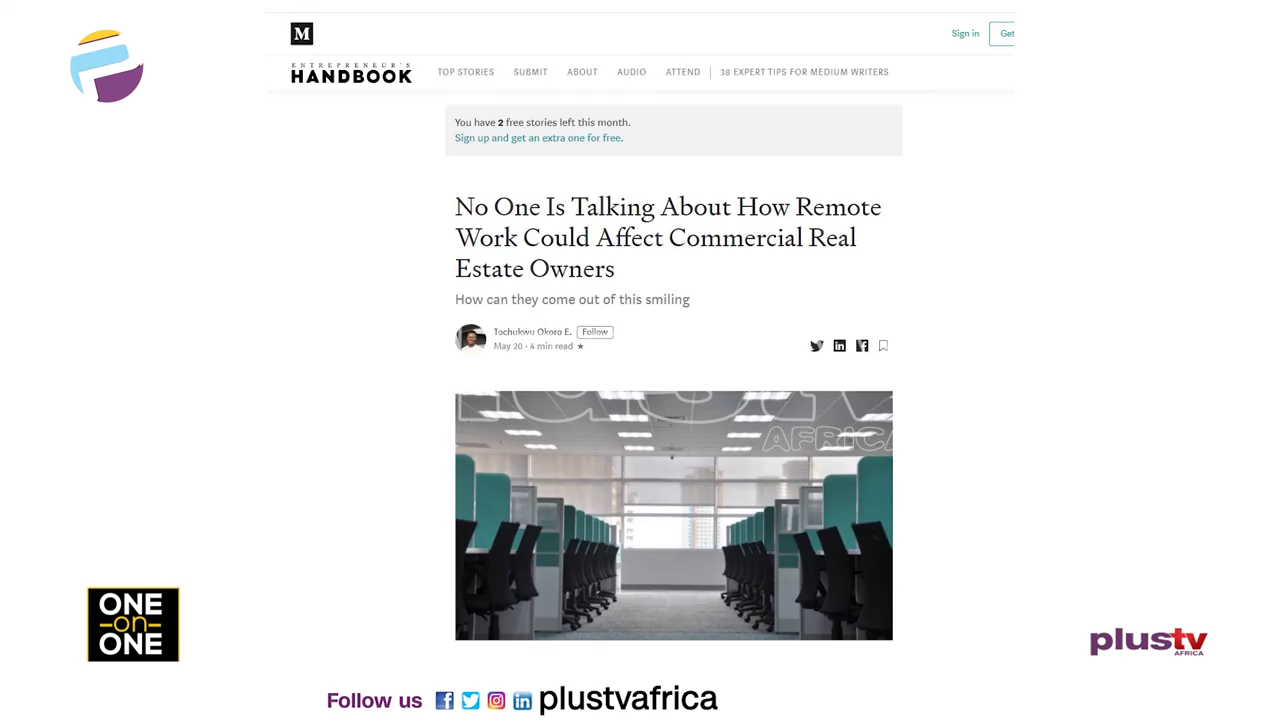 M
Sign in
Get
ENTREPRENEUR'S
HANDBOOK
TOP STORIES
SUBMIT
ABOUT
AUDIO
ATTEND
38 EXPERT TIPS FOR MEDIUM WRITERS
You have 2 free stories left this month.
Sign up and get an extra one for free.
No One Is Talking About How Remote
Work Could Affect Commercial Real
Estate Owners
How can they come out of this smiling
Tochukwu Okoro E.
Follow
May 20 · 4 min read ★
AFRICA
ONE
-on-
ONE
plustv
AFRICA
Follow us
plustvafrica